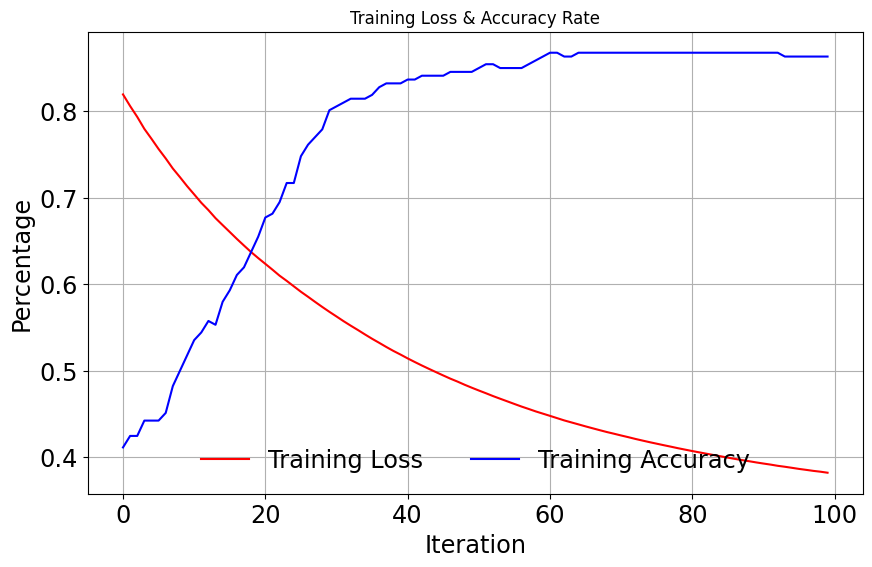 Training Loss & Accuracy Rate
Percentage
0.8
0.7
0.6
0.5
0.4
Training Loss
Training Accuracy
0 20 40 60 80 100
Iteration